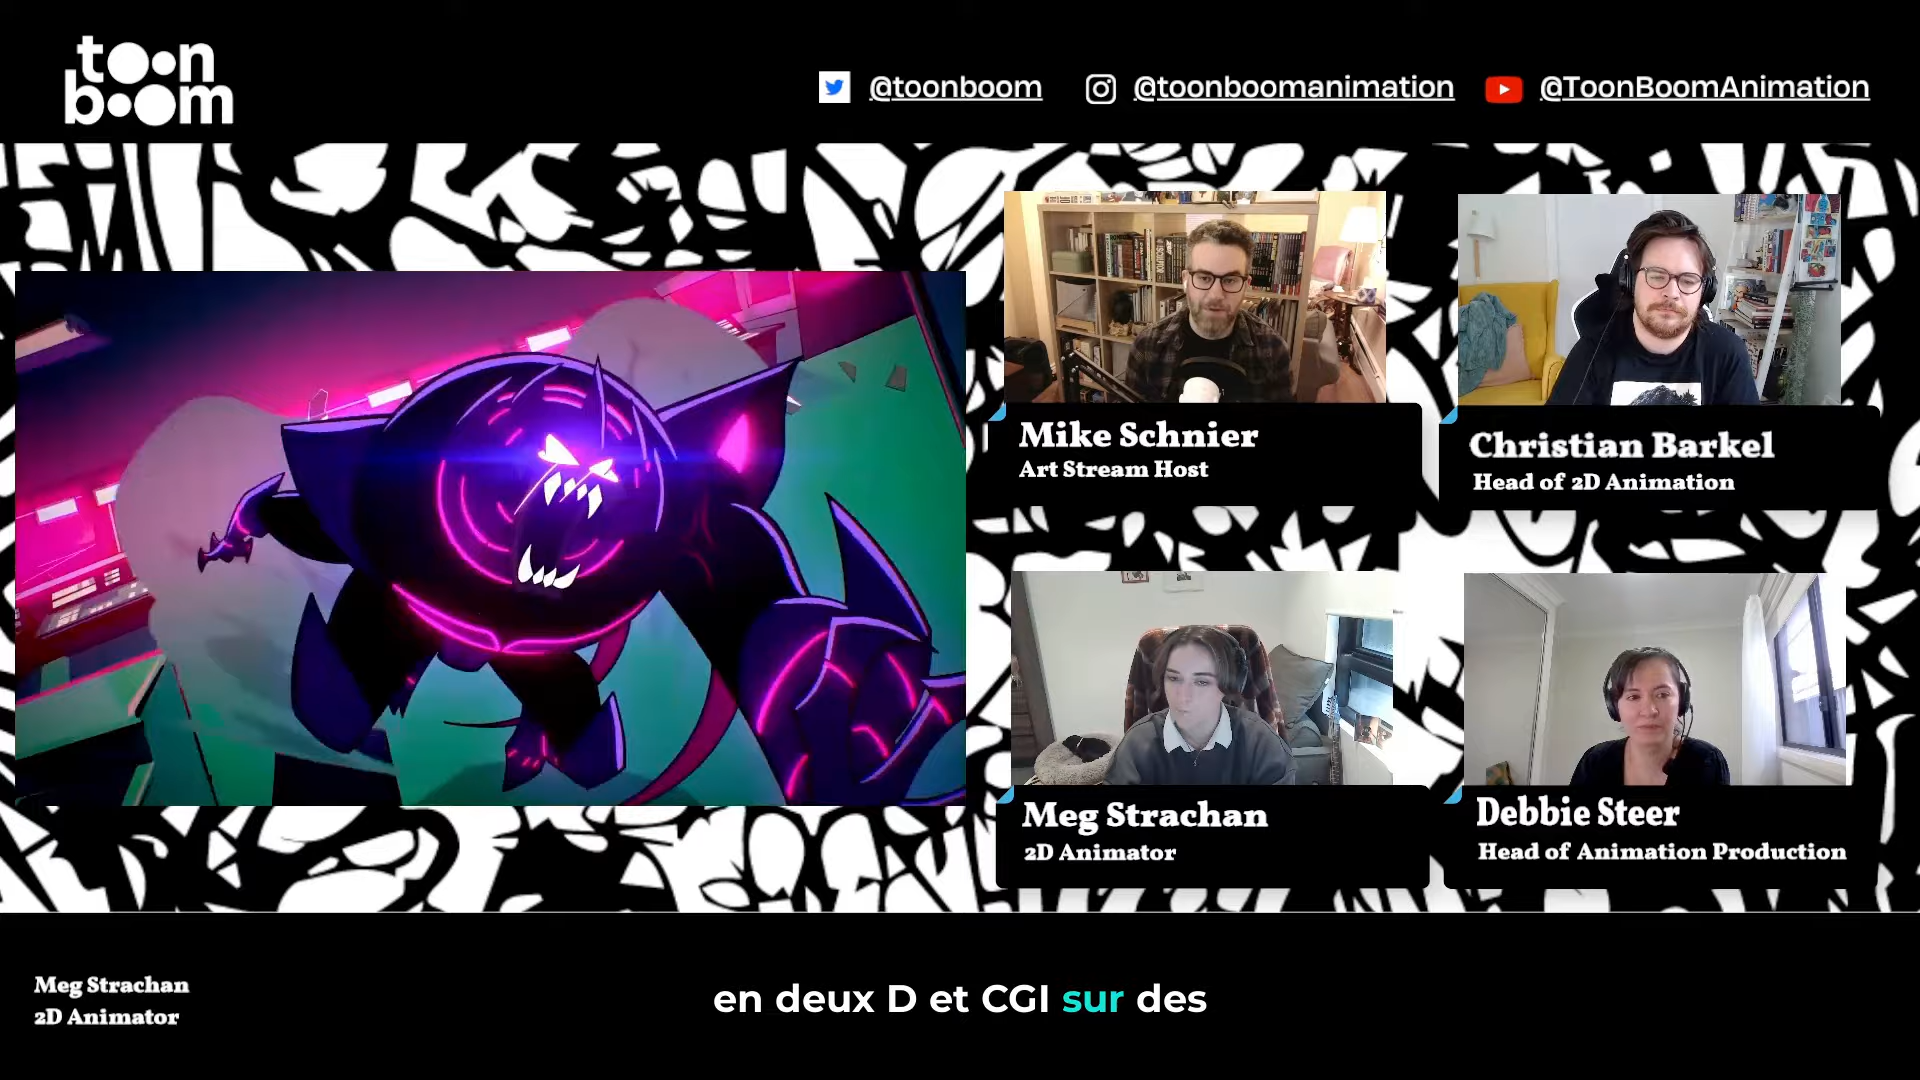 toon
boom
@toonboom
@toonboomanimation
@ToonBoomAnimation
Mike Schnier
Art Stream Host
Christian Barkel
Head of 2D Animation
Meg Strachan
2D Animator
Debbie Steer
Head of Animation Production
Meg Strachan
2D Animator
en deux D et CGI sur des